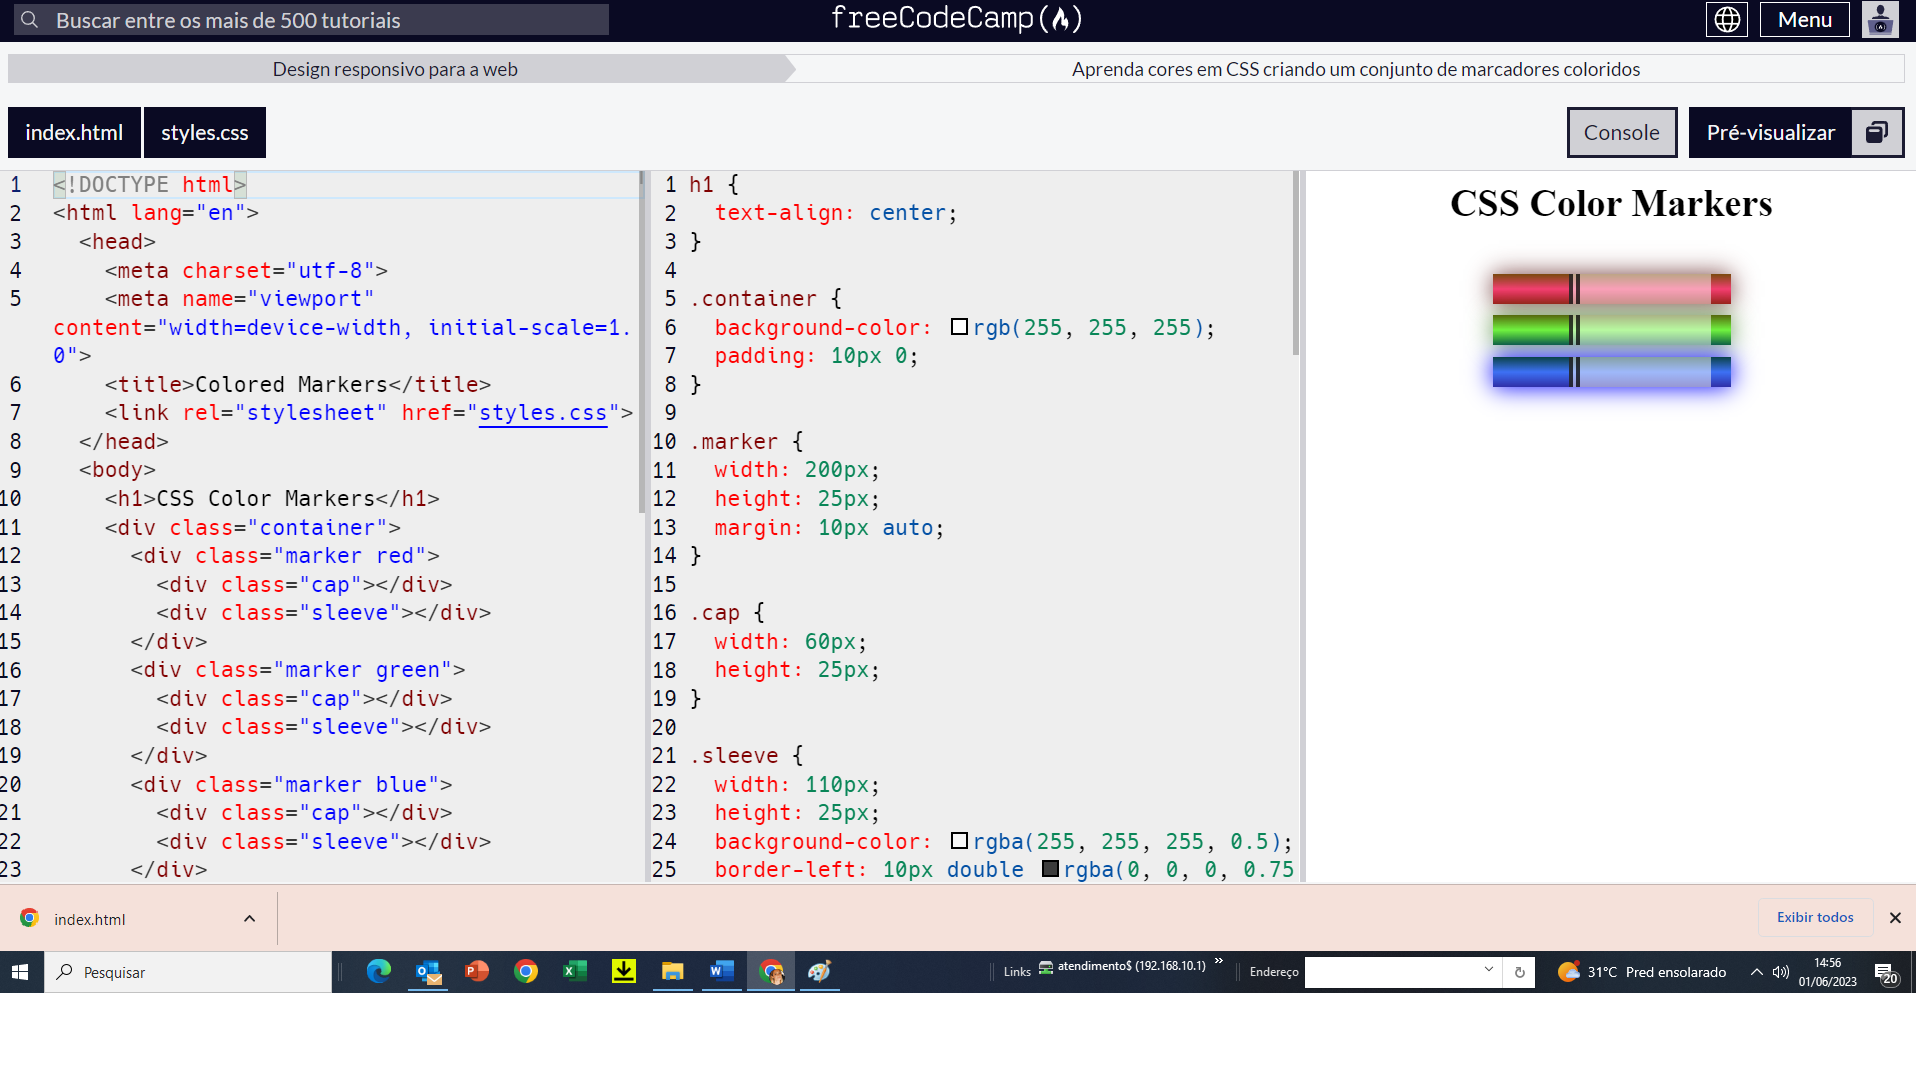 Buscar entre os mais de 500 tutoriais
freeCodeCamp
Menu
Design responsivo para a web
Aprenda cores em CSS criando um conjunto de marcadores coloridos
index.html
styles.css
Console
Pré-visualizar
1 <!DOCTYPE html>
2 <html lang="en">
3 <head>
4 <meta charset="utf-8">
5 <meta name="viewport"
content="width=device-width, initial-scale=1.
0">
6 <title>Colored Markers</title>
7 <link rel="stylesheet" href="styles.css">
8 </head>
9 <body>
10 <h1>CSS Color Markers</h1>
11 <div class="container">
12 <div class="marker red">
13 <div class="cap"></div>
14 <div class="sleeve"></div>
15 </div>
16 <div class="marker green">
17 <div class="cap"></div>
18 <div class="sleeve"></div>
19 </div>
20 <div class="marker blue">
21 <div class="cap"></div>
22 <div class="sleeve"></div>
23 </div>
1 h1 {
2 text-align: center;
3 }
4
5 .container {
6 background-color: rgb(255, 255, 255);
7 padding: 10px 0;
8 }
9
10 .marker {
11 width: 200px;
12 height: 25px;
13 margin: 10px auto;
14 }
15
16 .cap {
17 width: 60px;
18 height: 25px;
19 }
20
21 .sleeve {
22 width: 110px;
23 height: 25px;
24 background-color: rgba(255, 255, 255, 0.5);
25 border-left: 10px double rgba(0, 0, 0, 0.75
CSS Color Markers
index.html
Exibir todos
Pesquisar
Links
atendimento$ (192.168.10.1) »
Endereço
31°C Pred ensolarado
14:56
01/06/2023
20